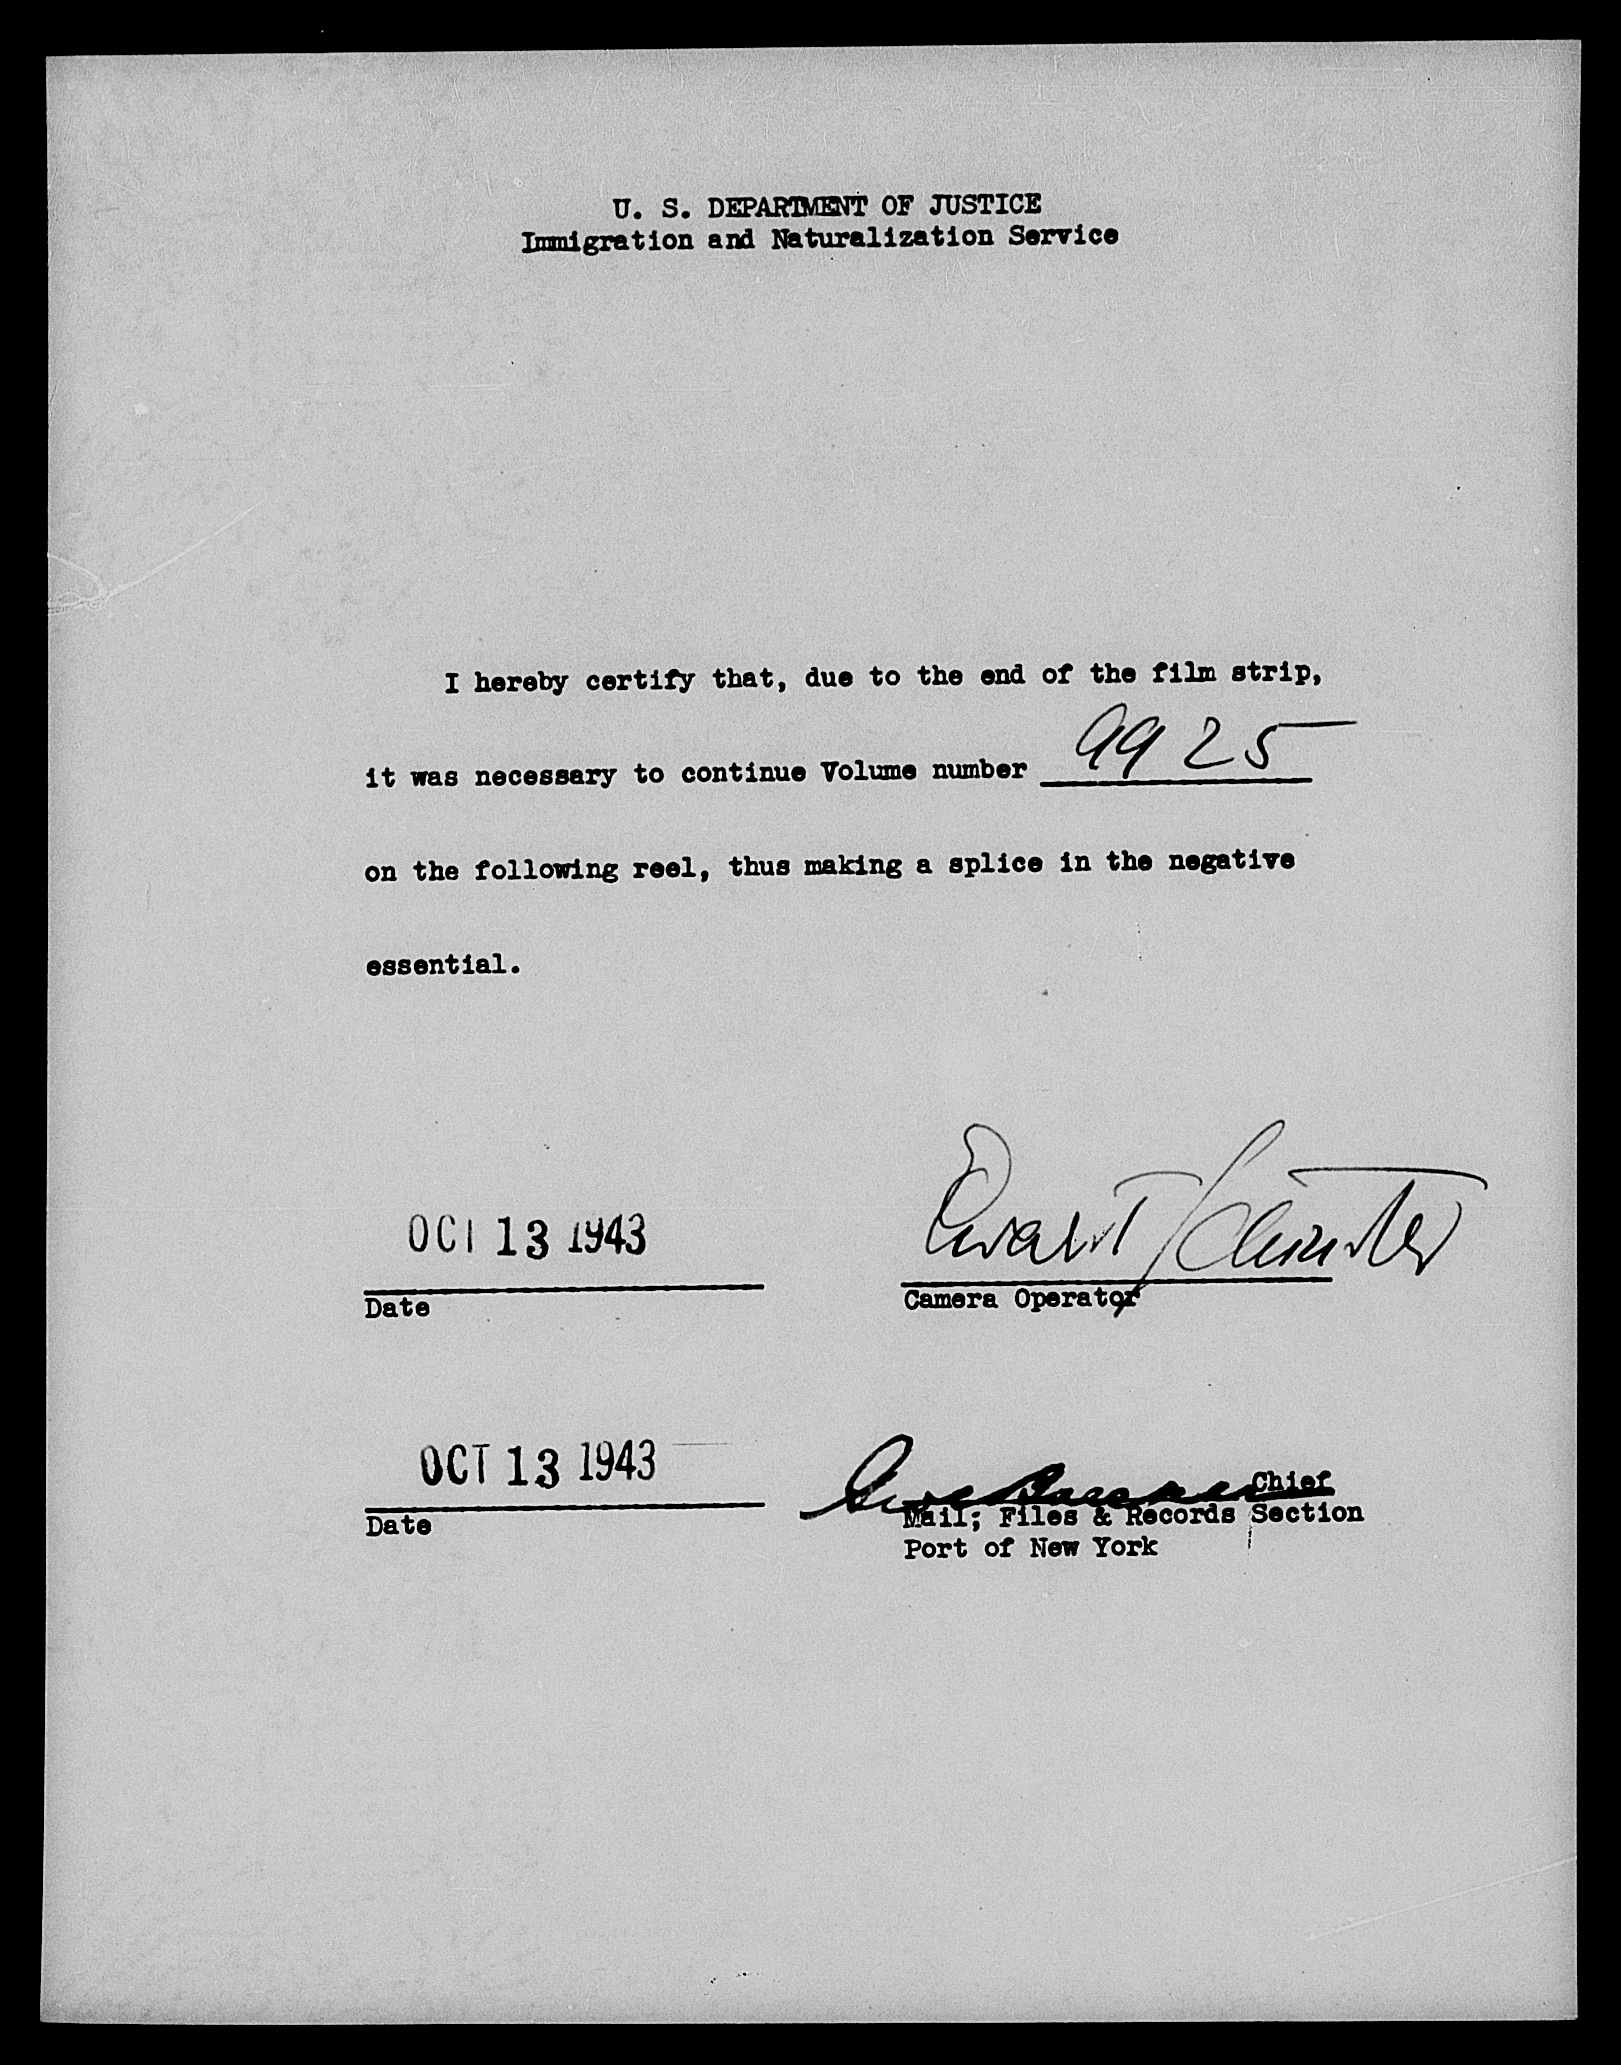 U. S. DEPARTMENT OF JUSTICE
Immigration and Naturalization Service
I hereby certify that, due to the end of the film strip,
it was necessary to continue Volume number 9925
on the following reel, thus making a splice in the negative
essential.
OCT 13 1943
Date
Camera Operator
OCT 13 1943
Date
Chief
Mail; Files & Records Section
Port of New York